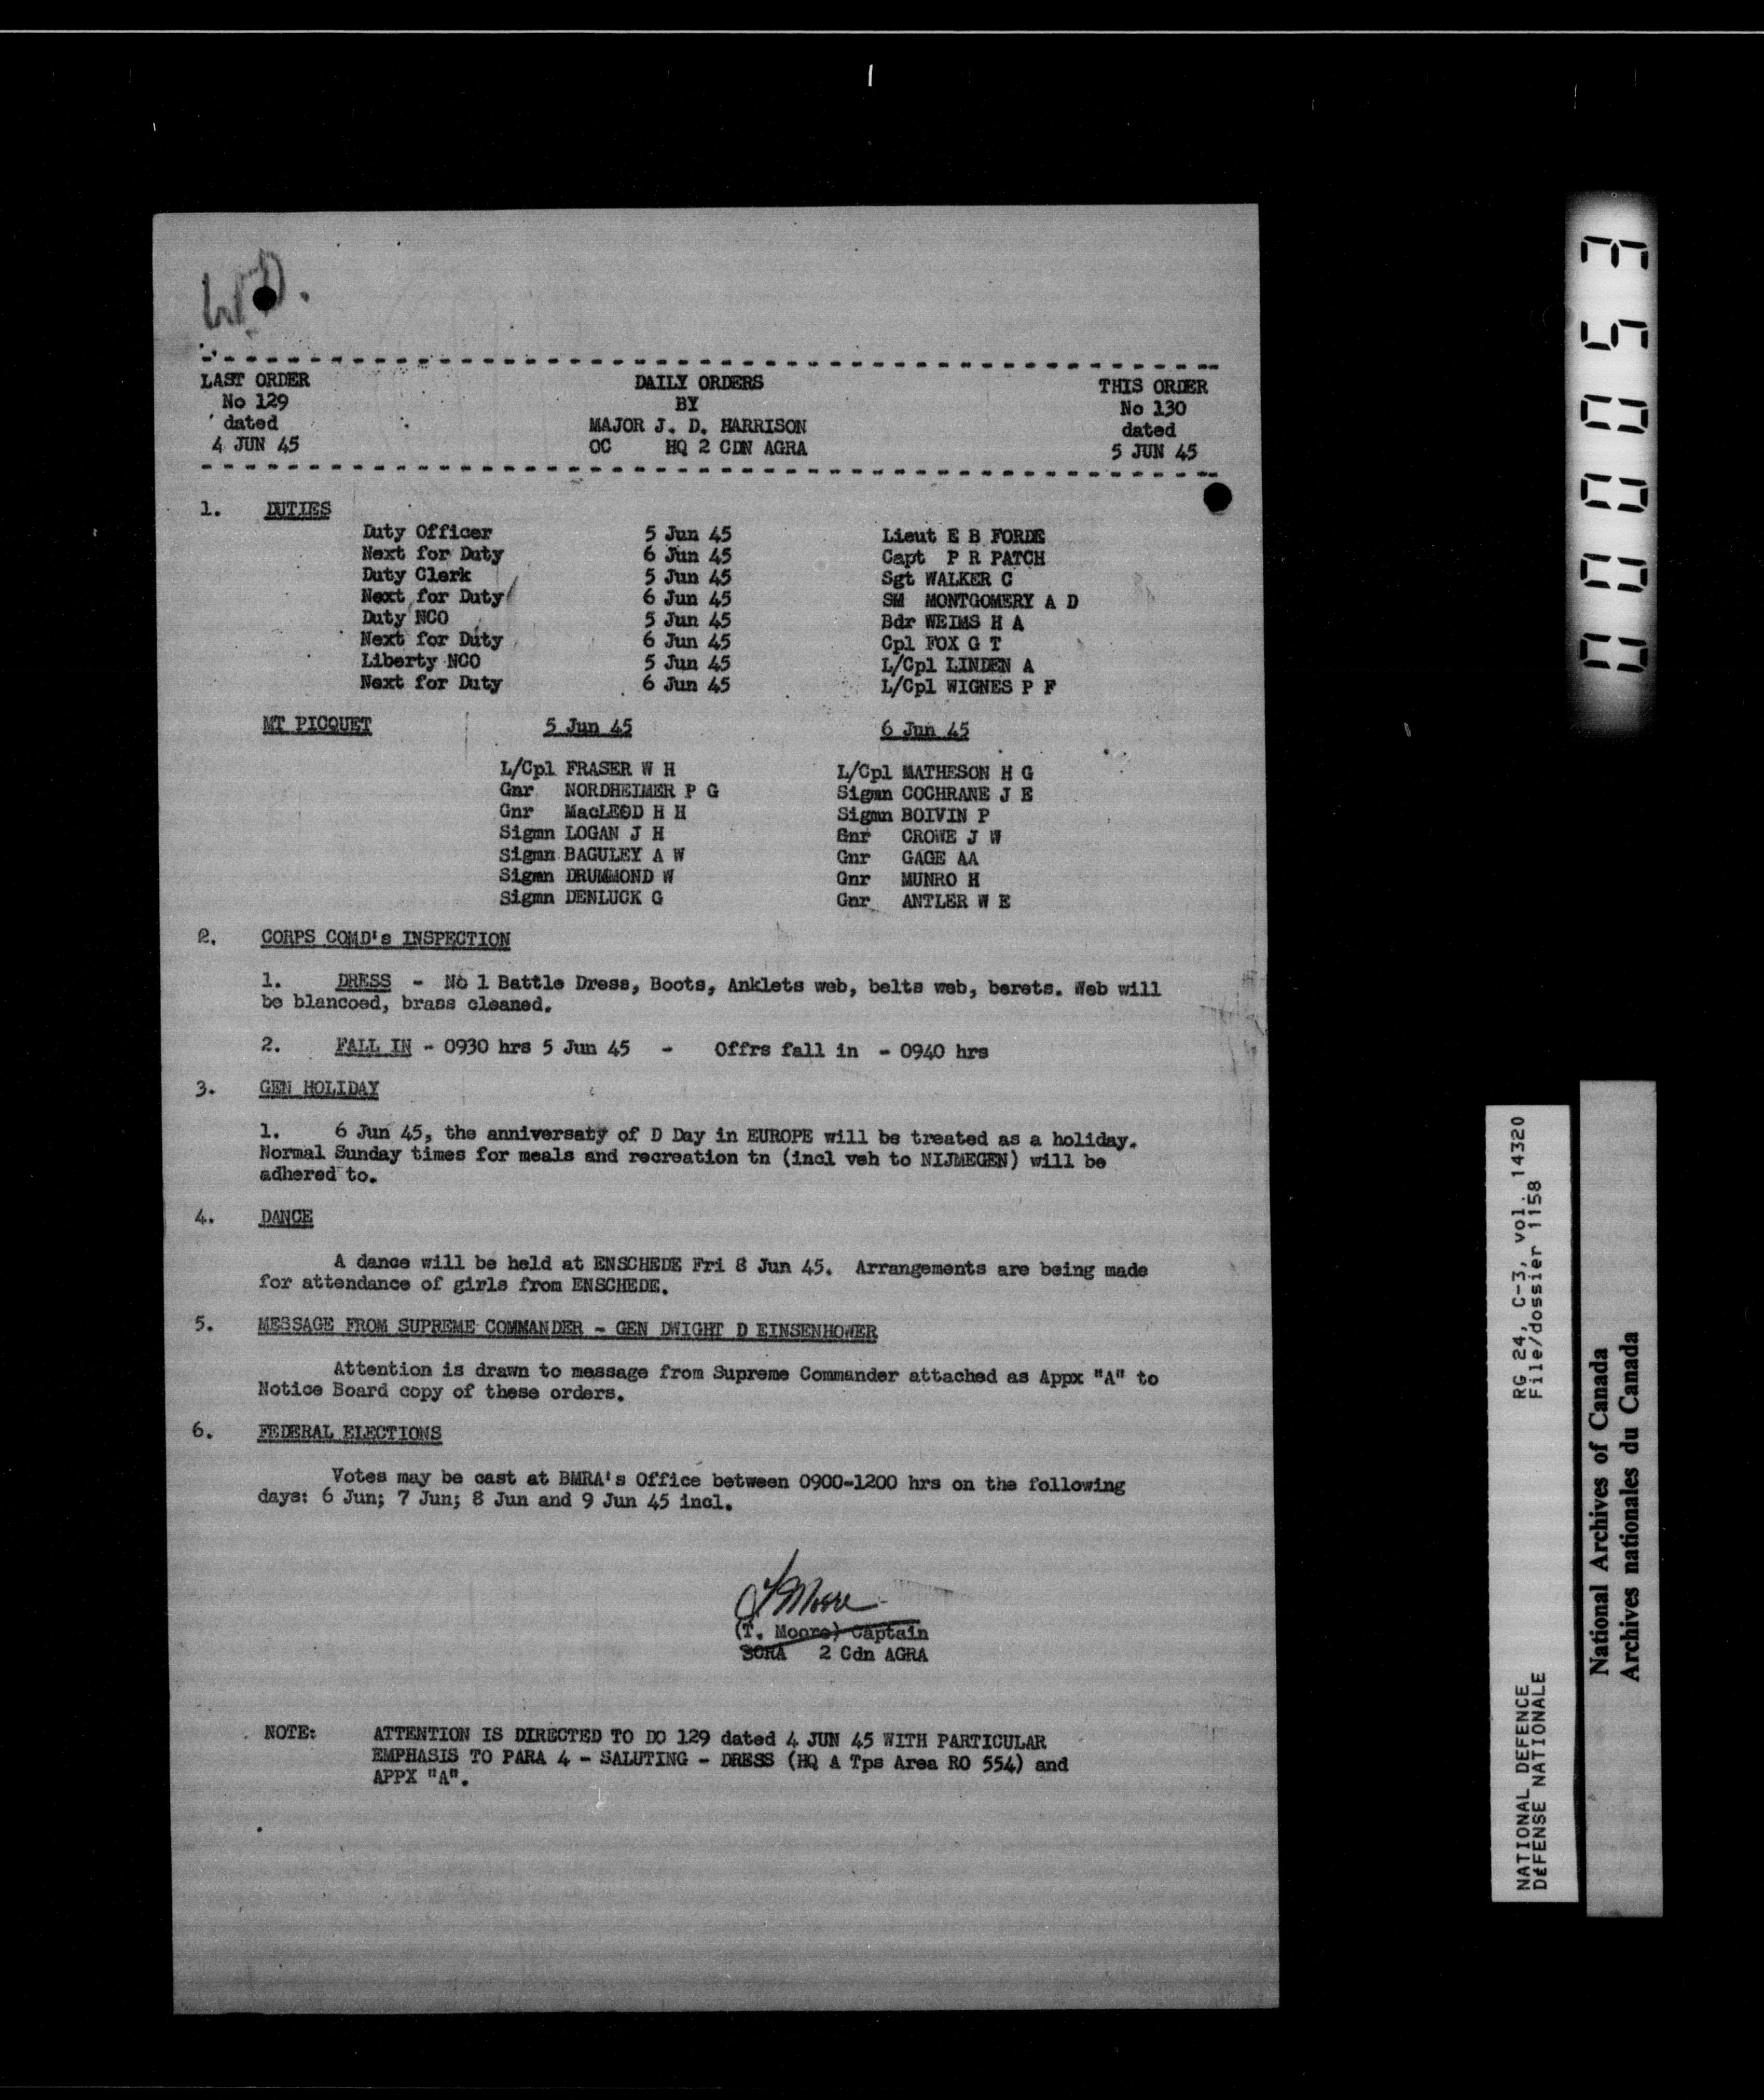 W.D.
LAST ORDER DAILY ORDERS THIS ORDER
No 129 BY No 130
dated MAJOR J. D. HARRISON dated
4 JUN 45 OC HQ 2 CDN AGRA 5 JUN 45
1. DUTIES
Duty Officer 5 Jun 45 Lieut E B FORDE
Next for Duty 6 Jun 45 Capt P R PATCH
Duty Clerk 5 Jun 45 Sgt WALKER C
Next for Duty 6 Jun 45 SM MONTGOMERY A D
Duty NCO 5 Jun 45 Bdr WEIMS H A
Next for Duty 6 Jun 45 Cpl FOX G T
Liberty NCO 5 Jun 45 L/Cpl LINDEN A
Next for Duty 6 Jun 45 L/Cpl WIGNES P F
MT PICQUET 5 Jun 45 6 Jun 45
L/Cpl FRASER W H L/Cpl MATHESON H G
Gnr NORDHEIMER P G Sigmn COCHRANE J E
Gnr MacLEOD H H Sigmn BOIVIN P
Sigmn LOGAN J H Gnr CROWE J W
Sigmn BAGULEY A W Gnr GAGE AA
Sigmn DRUMMOND W Gnr MUNRO H
Sigmn DENLUCK G Gnr ANTLER W E
2. CORPS COMD's INSPECTION
1. DRESS - No 1 Battle Dress, Boots, Anklets web, belts web, berets. Web will
be blancoed, brass cleaned.
2. FALL IN - 0930 hrs 5 Jun 45 - Offrs fall in - 0940 hrs
3. GEN HOLIDAY
1. 6 Jun 45, the anniversaty of D Day in EUROPE will be treated as a holiday.
Normal Sunday times for meals and recreation tn (incl veh to NIJMEGEN) will be
adhered to.
4. DANCE
A dance will be held at ENSCHEDE Fri 8 Jun 45. Arrangements are being made
for attendance of girls from ENSCHEDE.
5. MESSAGE FROM SUPREME COMMANDER - GEN DWIGHT D EINSENHOWER
Attention is drawn to message from Supreme Commander attached as Appx "A" to
Notice Board copy of these orders.
6. FEDERAL ELECTIONS
Votes may be cast at BMRA's Office between 0900-1200 hrs on the following
days: 6 Jun; 7 Jun; 8 Jun and 9 Jun 45 incl.
T Moore
(T. Moore) Captain
SCRA 2 Cdn AGRA
NOTE: ATTENTION IS DIRECTED TO DO 129 dated 4 JUN 45 WITH PARTICULAR
EMPHASIS TO PARA 4 - SALUTING - DRESS (HQ A Tps Area RO 554) and
APPX "A".
000053
NATIONAL DEFENCE RG 24, C-3, vol. 14320
DÉFENSE NATIONALE File/dossier 1158
National Archives of Canada
Archives nationales du Canada